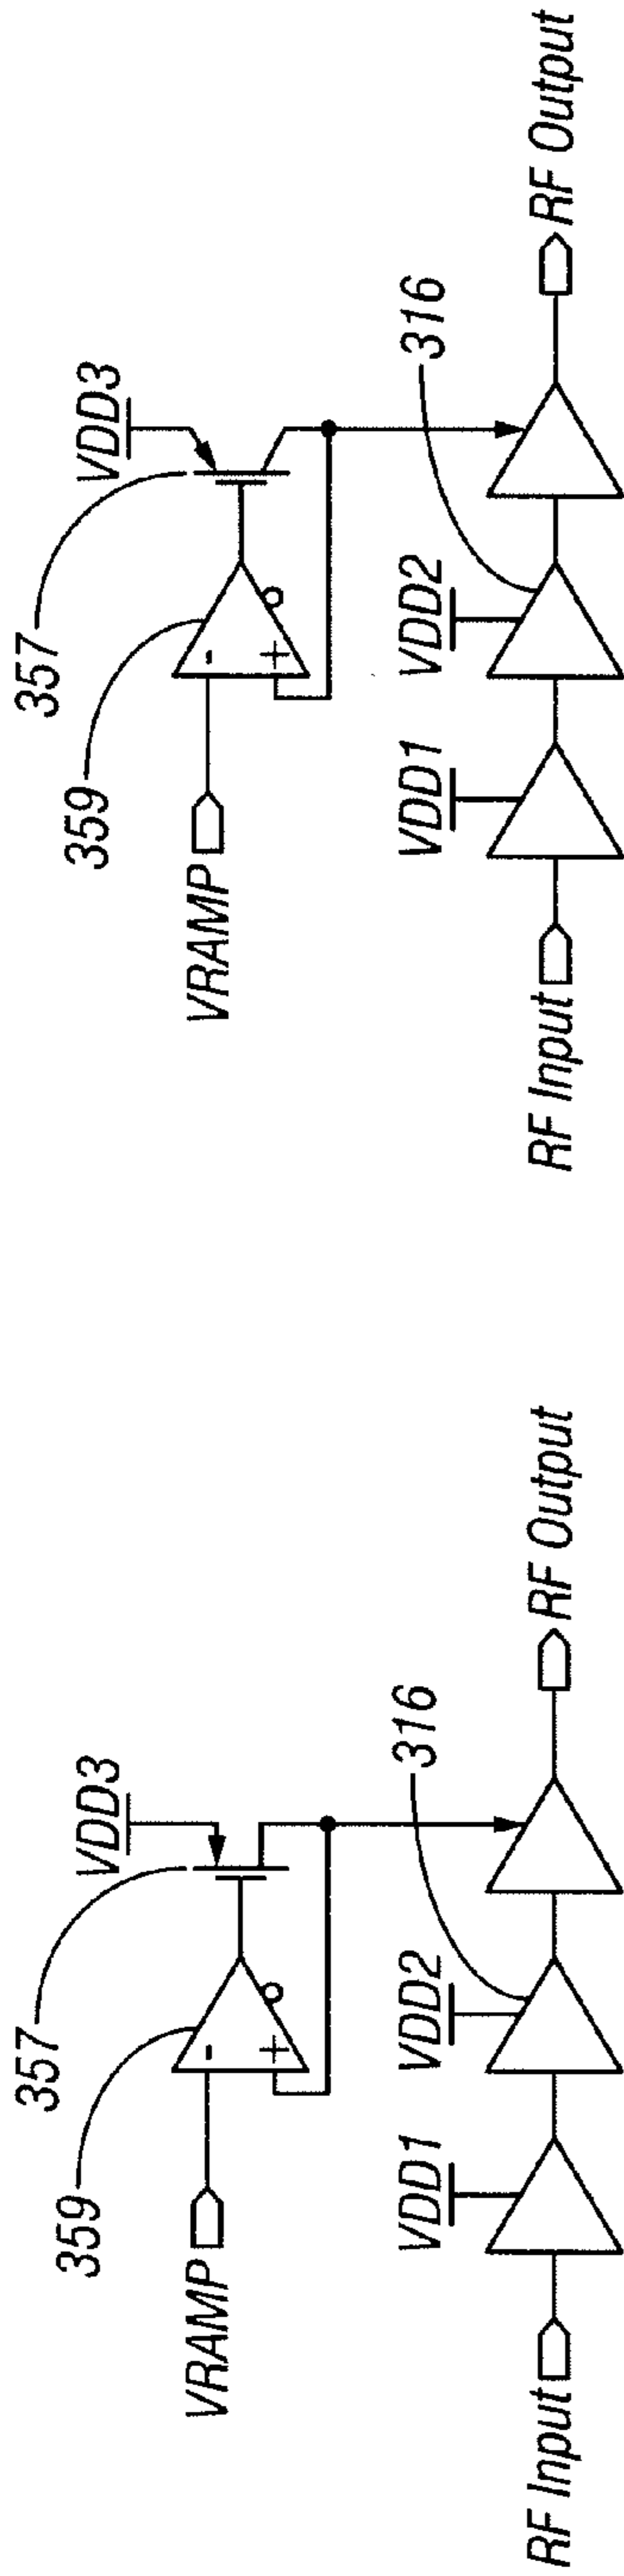 VDD3
357
359
-
+
VRAMP
316
VDD2
VDD1
RF Input
RF Output
VDD3
357
359
-
+
VRAMP
316
VDD2
VDD1
RF Input
RF Output